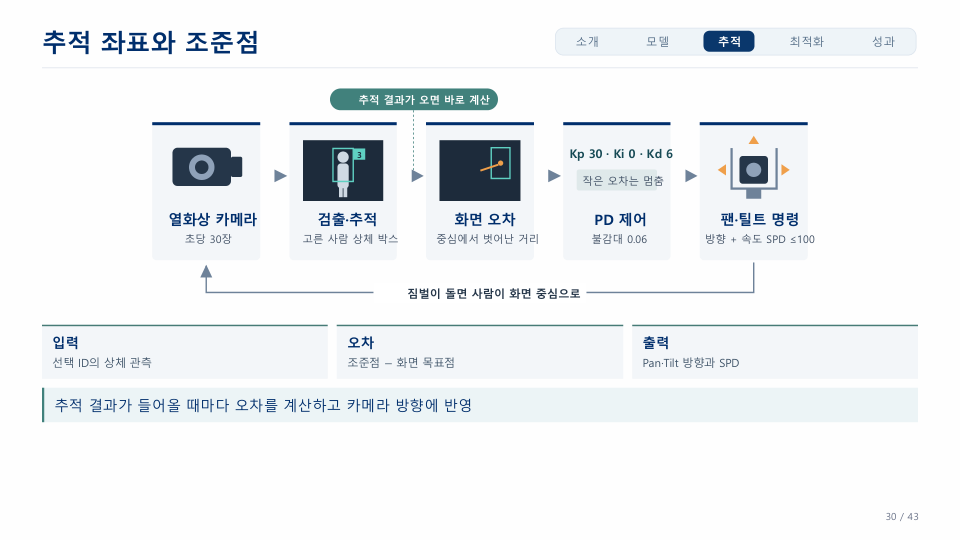 추적 좌표와 조준점
소개 모델 추적 최적화 성과
추적 결과가 오면 바로 계산
3
Kp 30 · Ki 0 · Kd 6
작은 오차는 멈춤
열화상 카메라
초당 30장
검출·추적
고른 사람 상체 박스
화면 오차
중심에서 벗어난 거리
PD 제어
불감대 0.06
팬·틸트 명령
방향 + 속도 SPD ≤100
짐벌이 돌면 사람이 화면 중심으로
입력
선택 ID의 상체 관측
오차
조준점 − 화면 목표점
출력
Pan·Tilt 방향과 SPD
추적 결과가 들어올 때마다 오차를 계산하고 카메라 방향에 반영
30 / 43